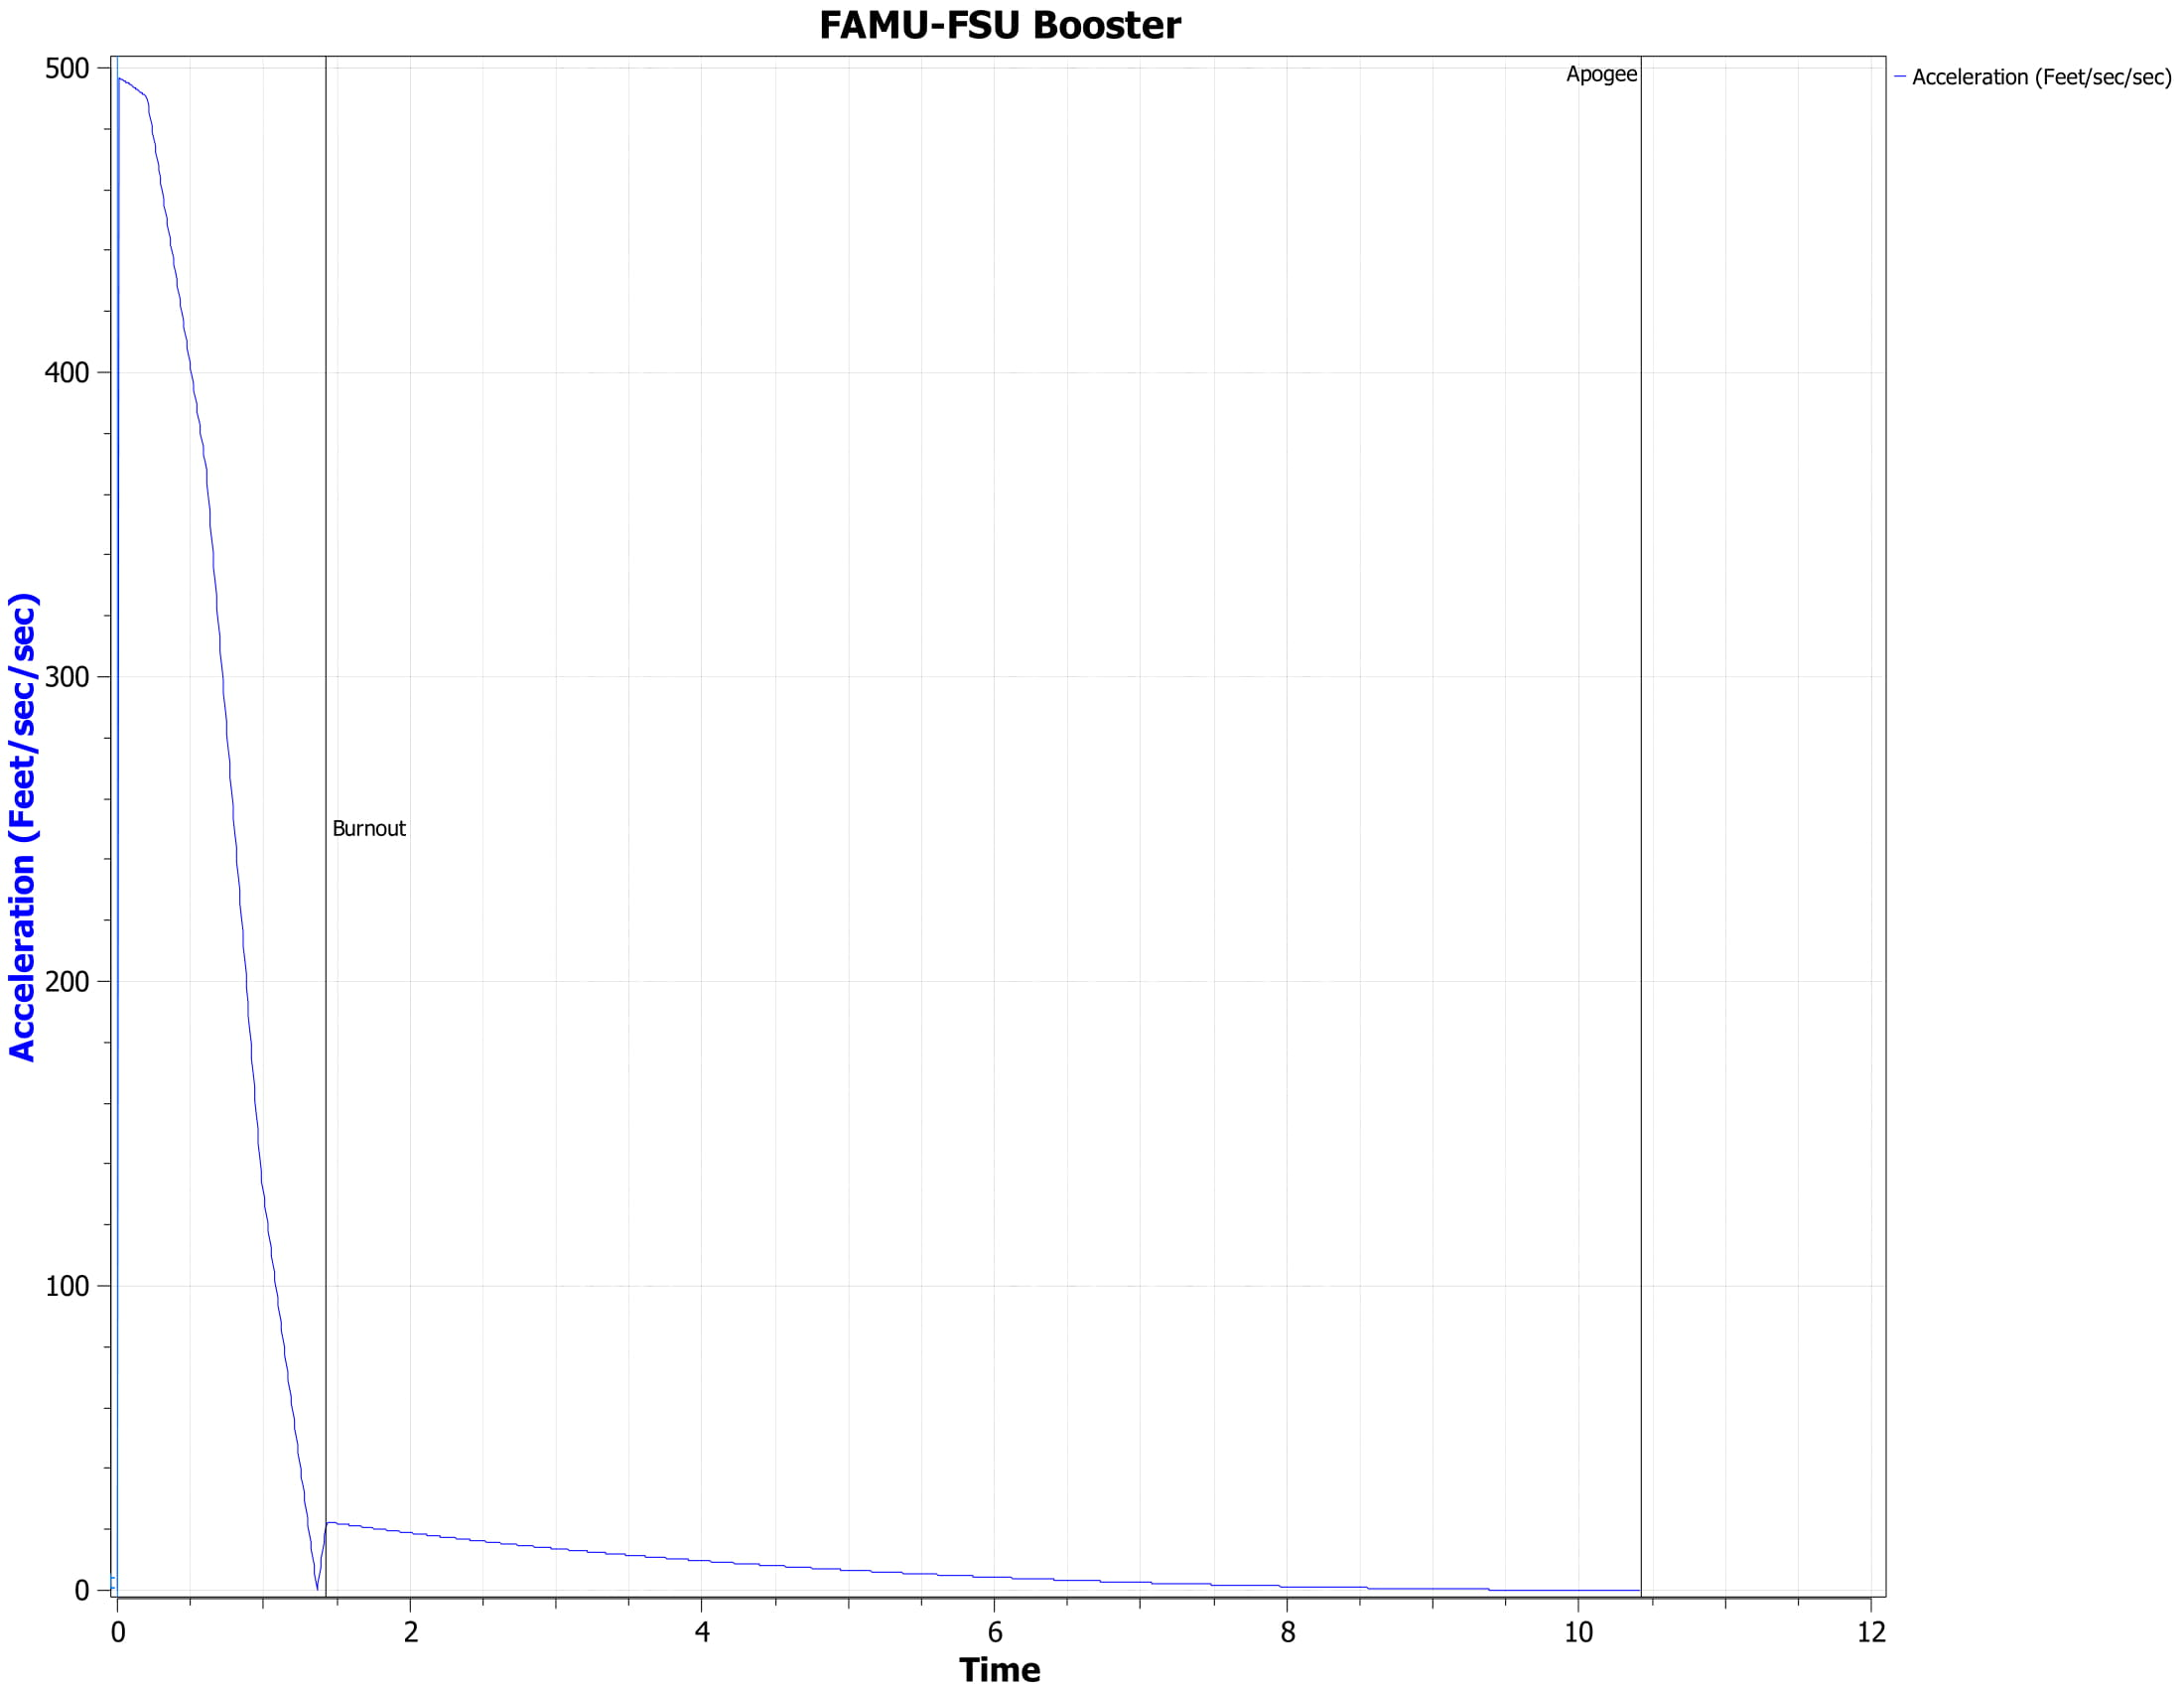 FAMU-FSU Booster
Acceleration (Feet/sec/sec)
Apogee
Burnout
Acceleration (Feet/sec/sec)
500
400
300
200
100
0
0 2 4 6 8 10 12
Time